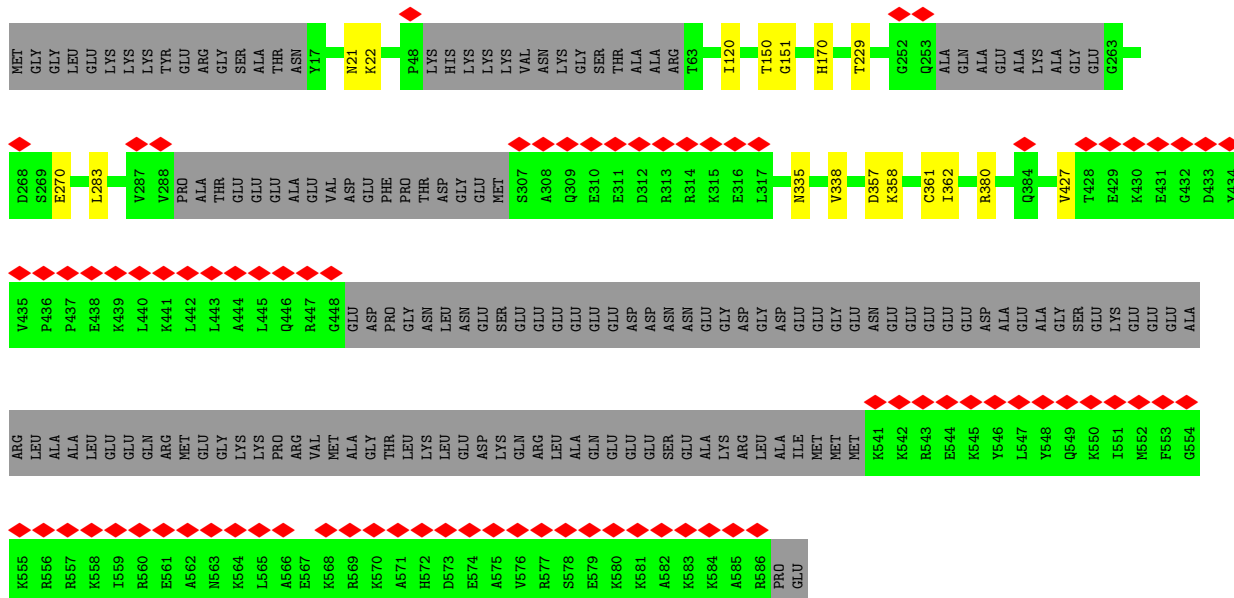 MET GLY GLY LEU GLU LYS LYS LYS TYR GLU ARG GLY SER ALA THR ASN Y17 N21 K22 P48 LYS HIS LYS LYS LYS VAL ASN LYS GLY SER THR ALA ALA ARG T63 I120 T150 G151 H170 T229 G252 Q253 ALA GLN ALA GLU ALA LYS ALA GLY GLU G263
D268 S269 E270 L283 V287 V288 PRO ALA THR GLU GLU GLU ALA GLU VAL ASP GLU PHE PRO THR ASP GLY GLU MET S307 A308 Q309 E310 E311 D312 R313 R314 K315 E316 L317 N335 V338 D357 K358 C361 I362 R380 Q384 V427 T428 E429 K430 E431 G432 D433 Y434
V435 P436 P437 E438 K439 L440 K441 L442 L443 A444 L445 Q446 R447 G448 GLU ASP PRO GLY ASN LEU ASN GLU SER GLU GLU GLU GLU GLU GLU ASP ASP ASN ASN GLU GLY ASP GLY ASP GLU GLU GLY GLU ASN GLU GLU GLU GLU GLU ASP ALA GLU ALA GLY SER GLU LYS GLU GLU GLU ALA
ARG LEU ALA ALA LEU GLU GLU GLN ARG MET GLU GLY LYS LYS PRO ARG VAL MET ALA GLY THR LEU LYS LEU GLU ASP LYS GLN ARG LEU ALA GLN GLU GLU GLU SER GLU ALA LYS ARG LEU ALA ILE MET MET MET K541 K542 R543 E544 K545 Y546 L547 Y548 Q549 K550 I551 M552 F553 G554
K555 R556 R557 K558 I559 R560 E561 A562 N563 K564 L565 A566 E567 K568 R569 K570 A571 H572 D573 E574 A575 V576 R577 S578 E579 K580 K581 A582 K583 K584 A585 R586 PRO GLU